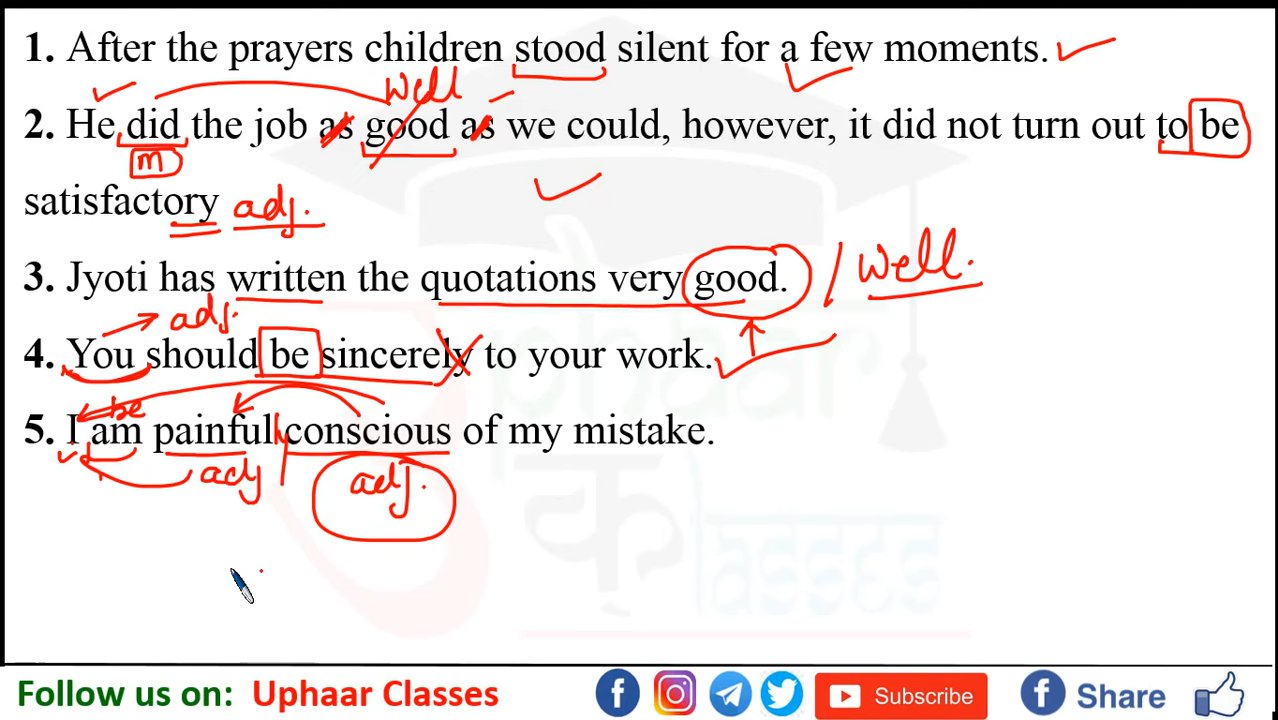 1. After the prayers children stood silent for a few moments.
well
2. He did the job as good as we could, however, it did not turn out to be
m
satisfactory adj.
3. Jyoti has written the quotations very good. / well.
adj.
4. You should be sincerely to your work.
be
5. I am painfully conscious of my mistake.
adj adj.
uphaar
क
Lasses
Follow us on: Uphaar Classes Subscribe Share